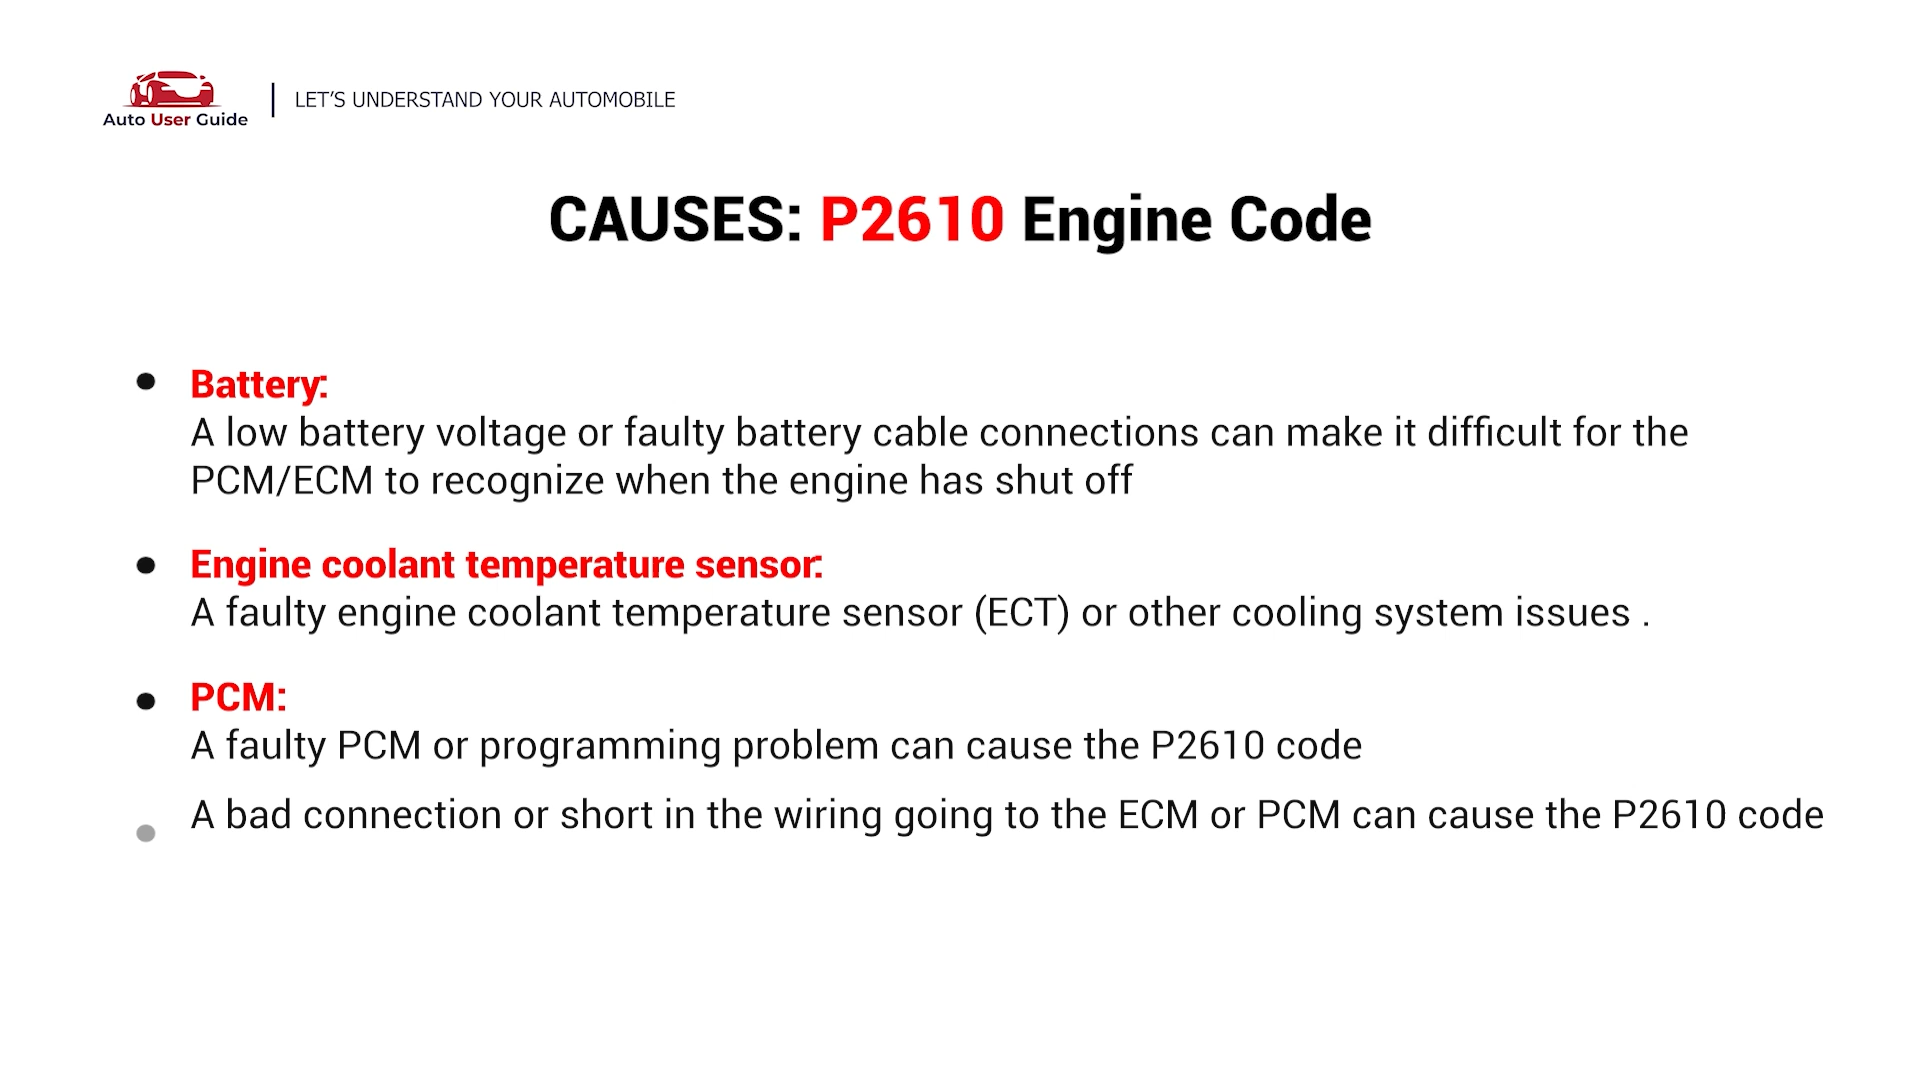 Auto User Guide
LET'S UNDERSTAND YOUR AUTOMOBILE
CAUSES: P2610 Engine Code
Battery:
A low battery voltage or faulty battery cable connections can make it difficult for the
PCM/ECM to recognize when the engine has shut off
Engine coolant temperature sensor:
A faulty engine coolant temperature sensor (ECT) or other cooling system issues .
PCM:
A faulty PCM or programming problem can cause the P2610 code
A bad connection or short in the wiring going to the ECM or PCM can cause the P2610 code